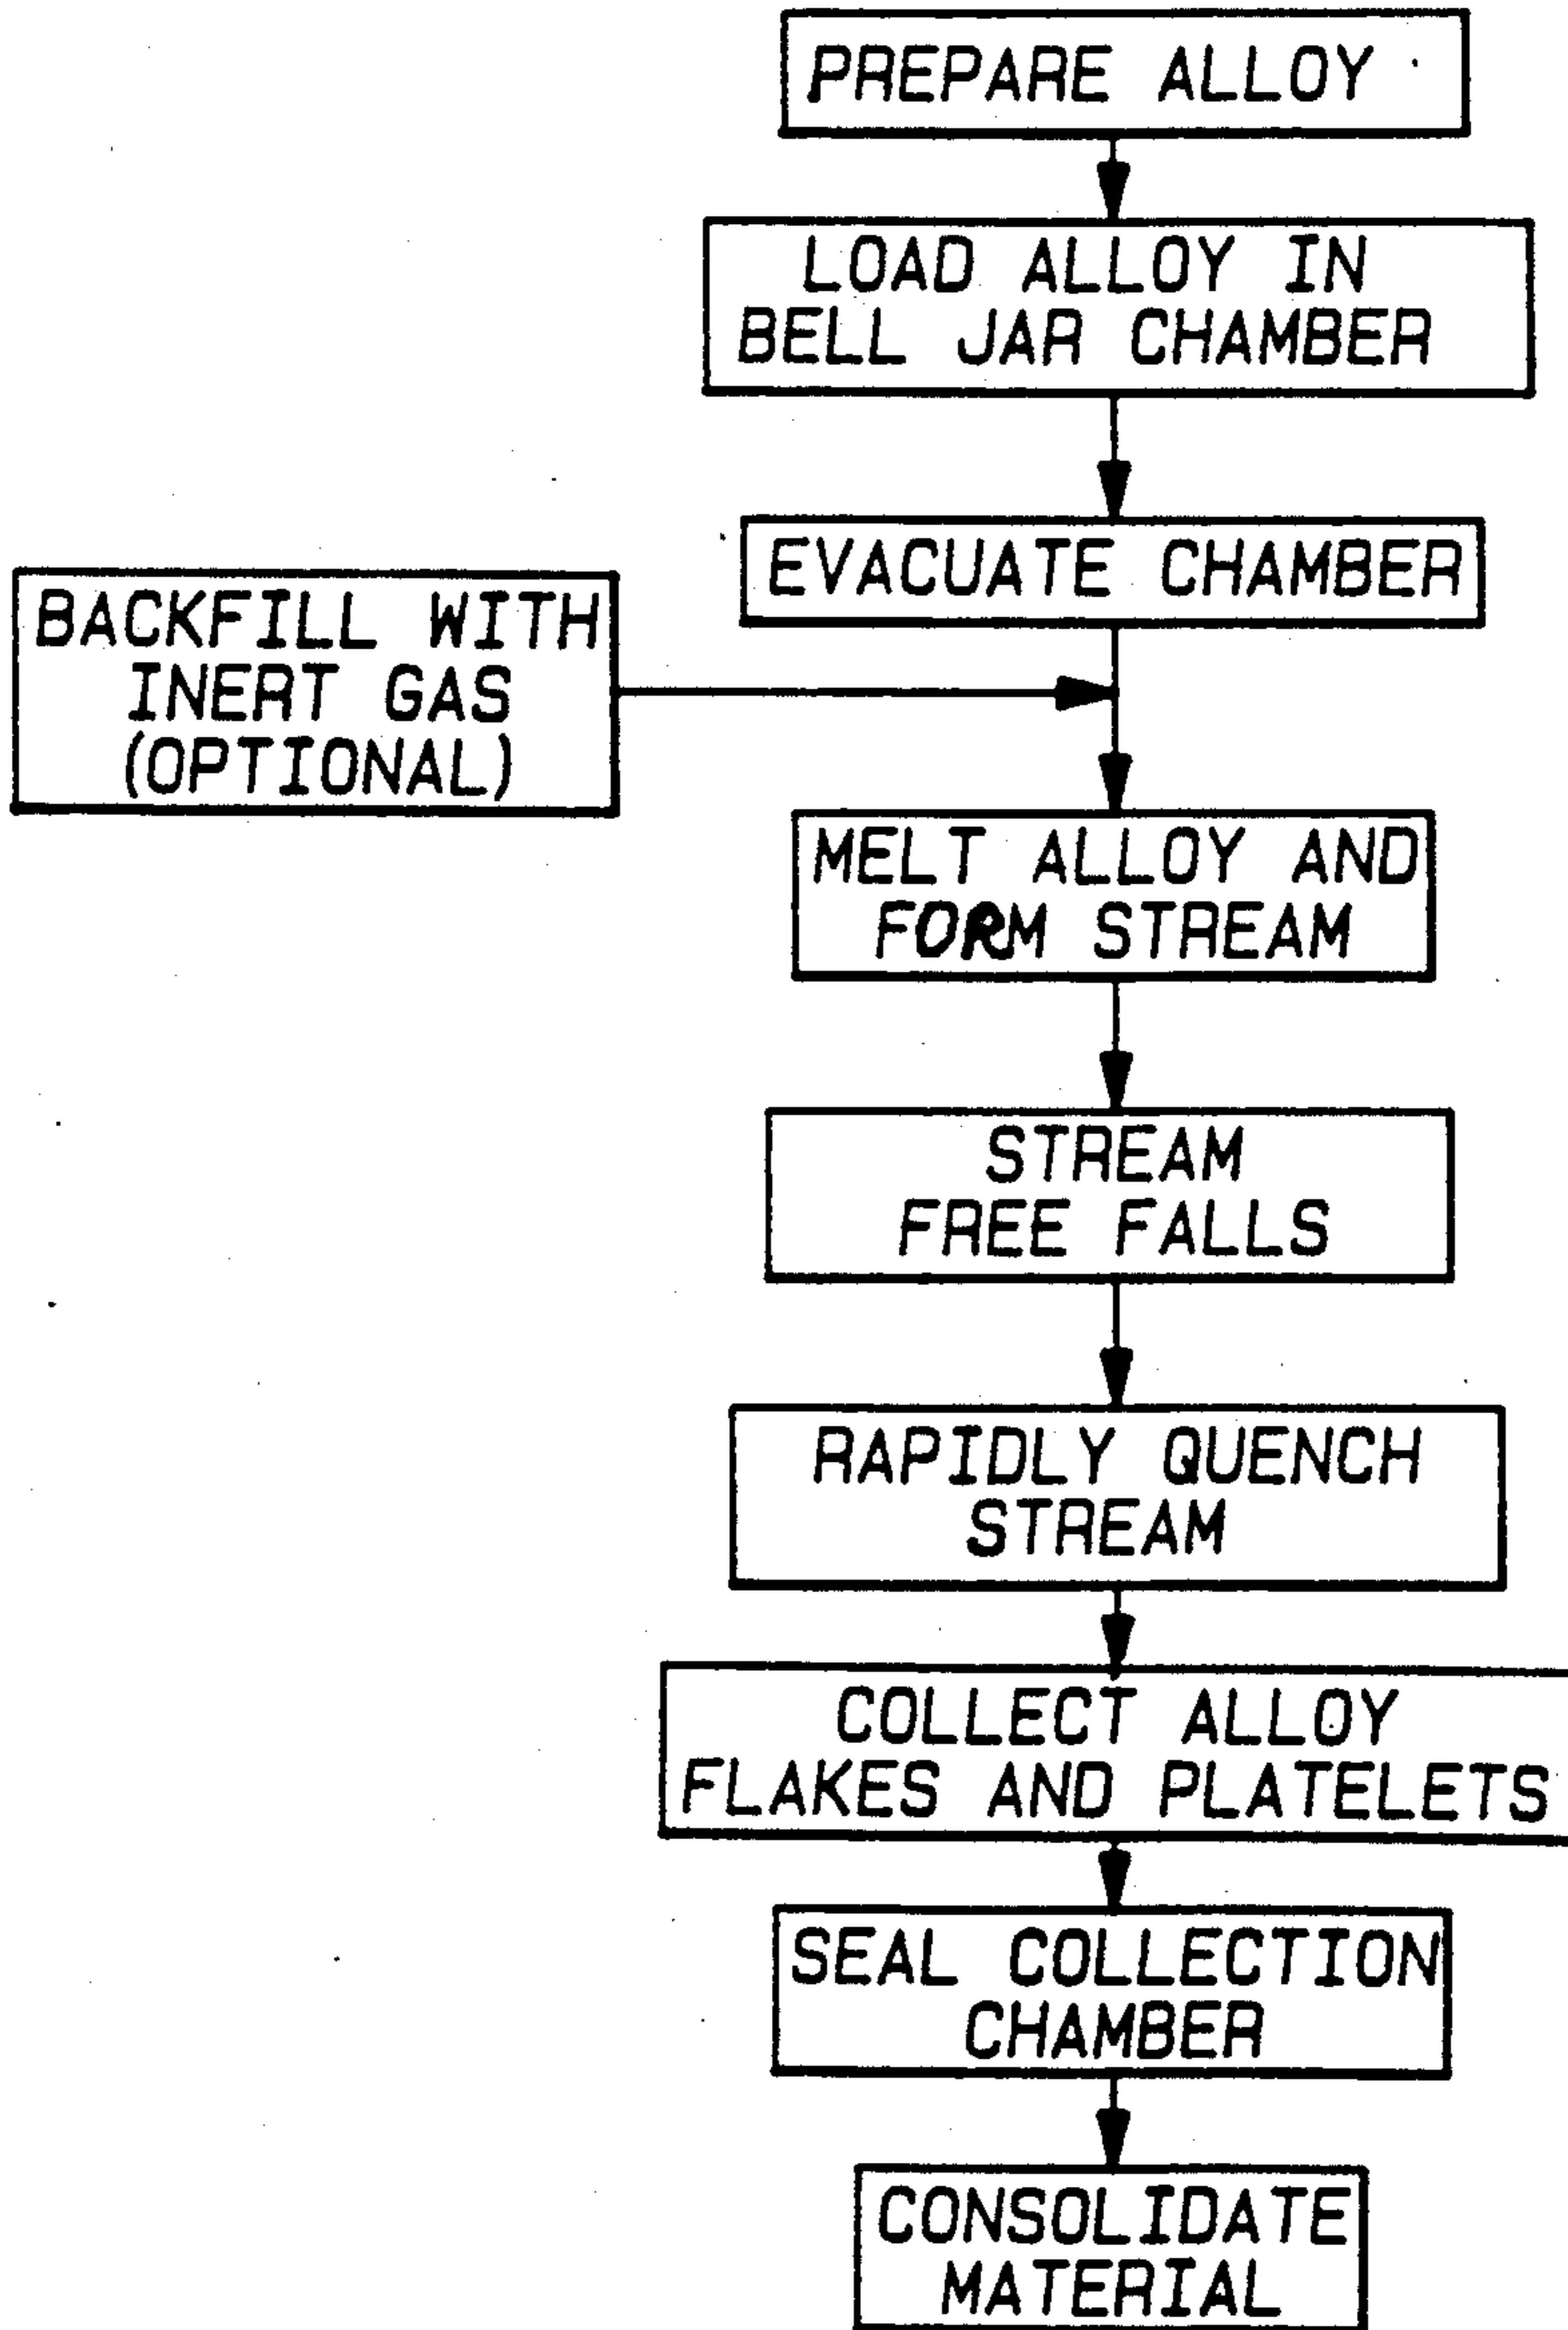 PREPARE ALLOY
LOAD ALLOY IN
BELL JAR CHAMBER
EVACUATE CHAMBER
BACKFILL WITH
INERT GAS
(OPTIONAL)
MELT ALLOY AND
FORM STREAM
STREAM
FREE FALLS
RAPIDLY QUENCH
STREAM
COLLECT ALLOY
FLAKES AND PLATELETS
SEAL COLLECTION
CHAMBER
CONSOLIDATE
MATERIAL